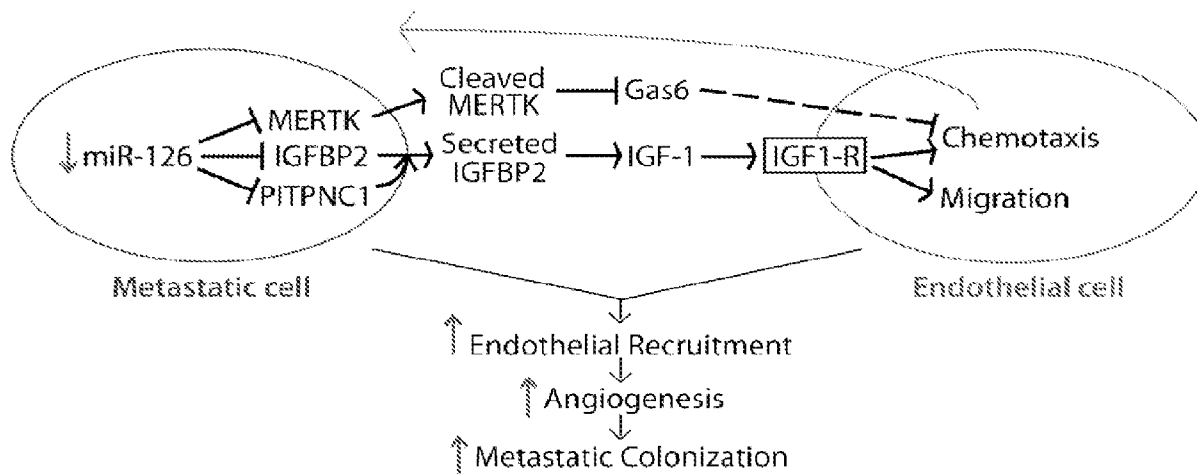 Cleaved
MERTK
Gas6
MERTK
miR-126
IGFBP2
Secreted
IGFBP2
IGF-1
IGF1-R
Chemotaxis
PITPNC1
Migration
Metastatic cell
Endothelial cell
Endothelial Recruitment
Angiogenesis
Metastatic Colonization